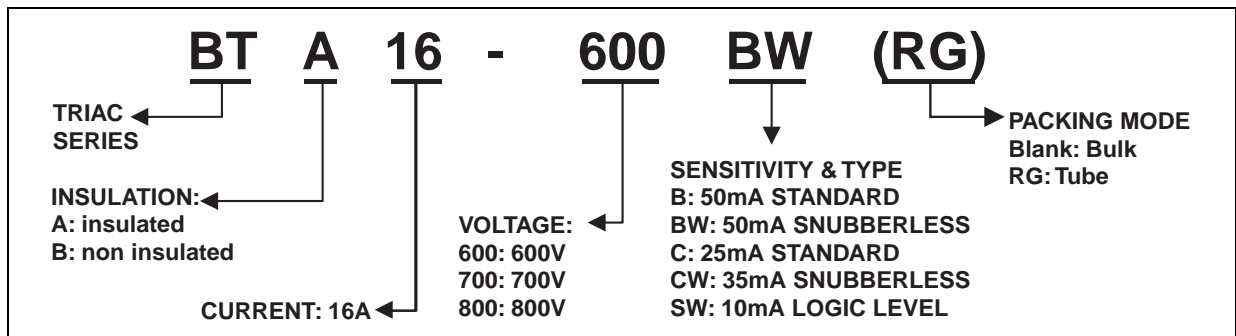 BT A 16 - 600 BW (RG)
TRIAC
SERIES
INSULATION:
A: insulated
B: non insulated
CURRENT: 16A
VOLTAGE:
600: 600V
700: 700V
800: 800V
SENSITIVITY & TYPE
B: 50mA STANDARD
BW: 50mA SNUBBERLESS
C: 25mA STANDARD
CW: 35mA SNUBBERLESS
SW: 10mA LOGIC LEVEL
PACKING MODE
Blank: Bulk
RG: Tube